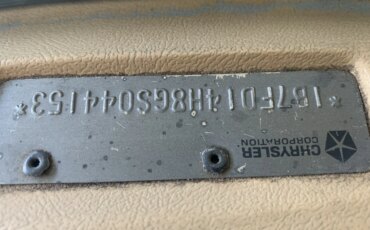 *1B7FD14H8GS044153*
CHRYSLER
CORPORATION